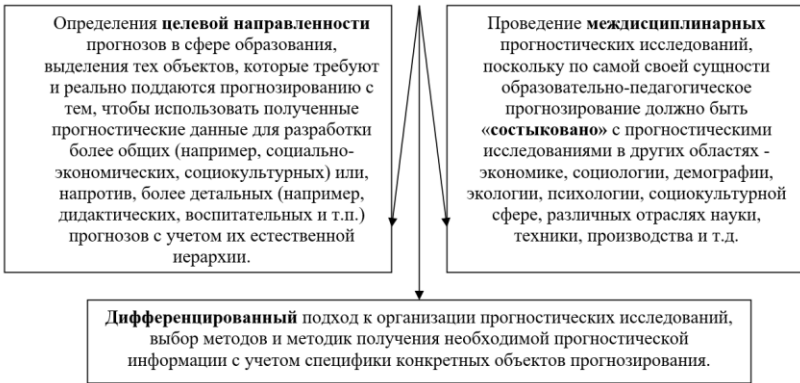 Определения целевой направленности
прогнозов в сфере образования,
выделения тех объектов, которые требуют
и реально поддаются прогнозированию с
тем, чтобы использовать полученные
прогностические данные для разработки
более общих (например, социально-
экономических, социокультурных) или,
напротив, более детальных (например,
дидактических, воспитательных и т.п.)
прогнозов с учетом их естественной
иерархии.
Проведение междисциплинарных
прогностических исследований,
поскольку по самой своей сущности
образовательно-педагогическое
прогнозирование должно быть
«состыковано» с прогностическими
исследованиями в других областях -
экономике, социологии, демографии,
экологии, психологии, социокультурной
сфере, различных отраслях науки,
техники, производства и т.д.
Дифференцированный подход к организации прогностических исследований,
выбор методов и методик получения необходимой прогностической
информации с учетом специфики конкретных объектов прогнозирования.